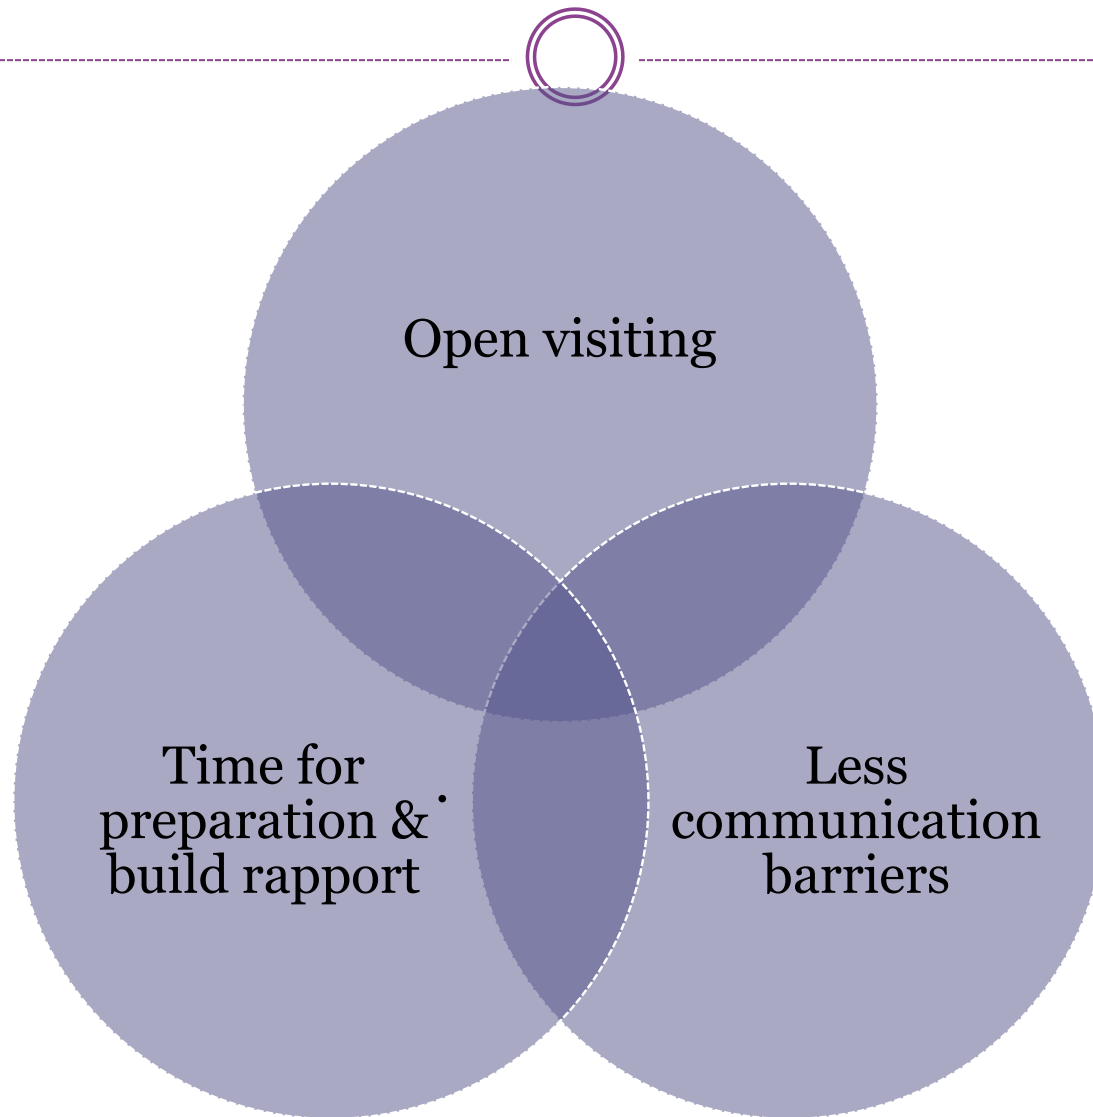 Open visiting
Time for
preparation &
build rapport
.
Less
communication
barriers